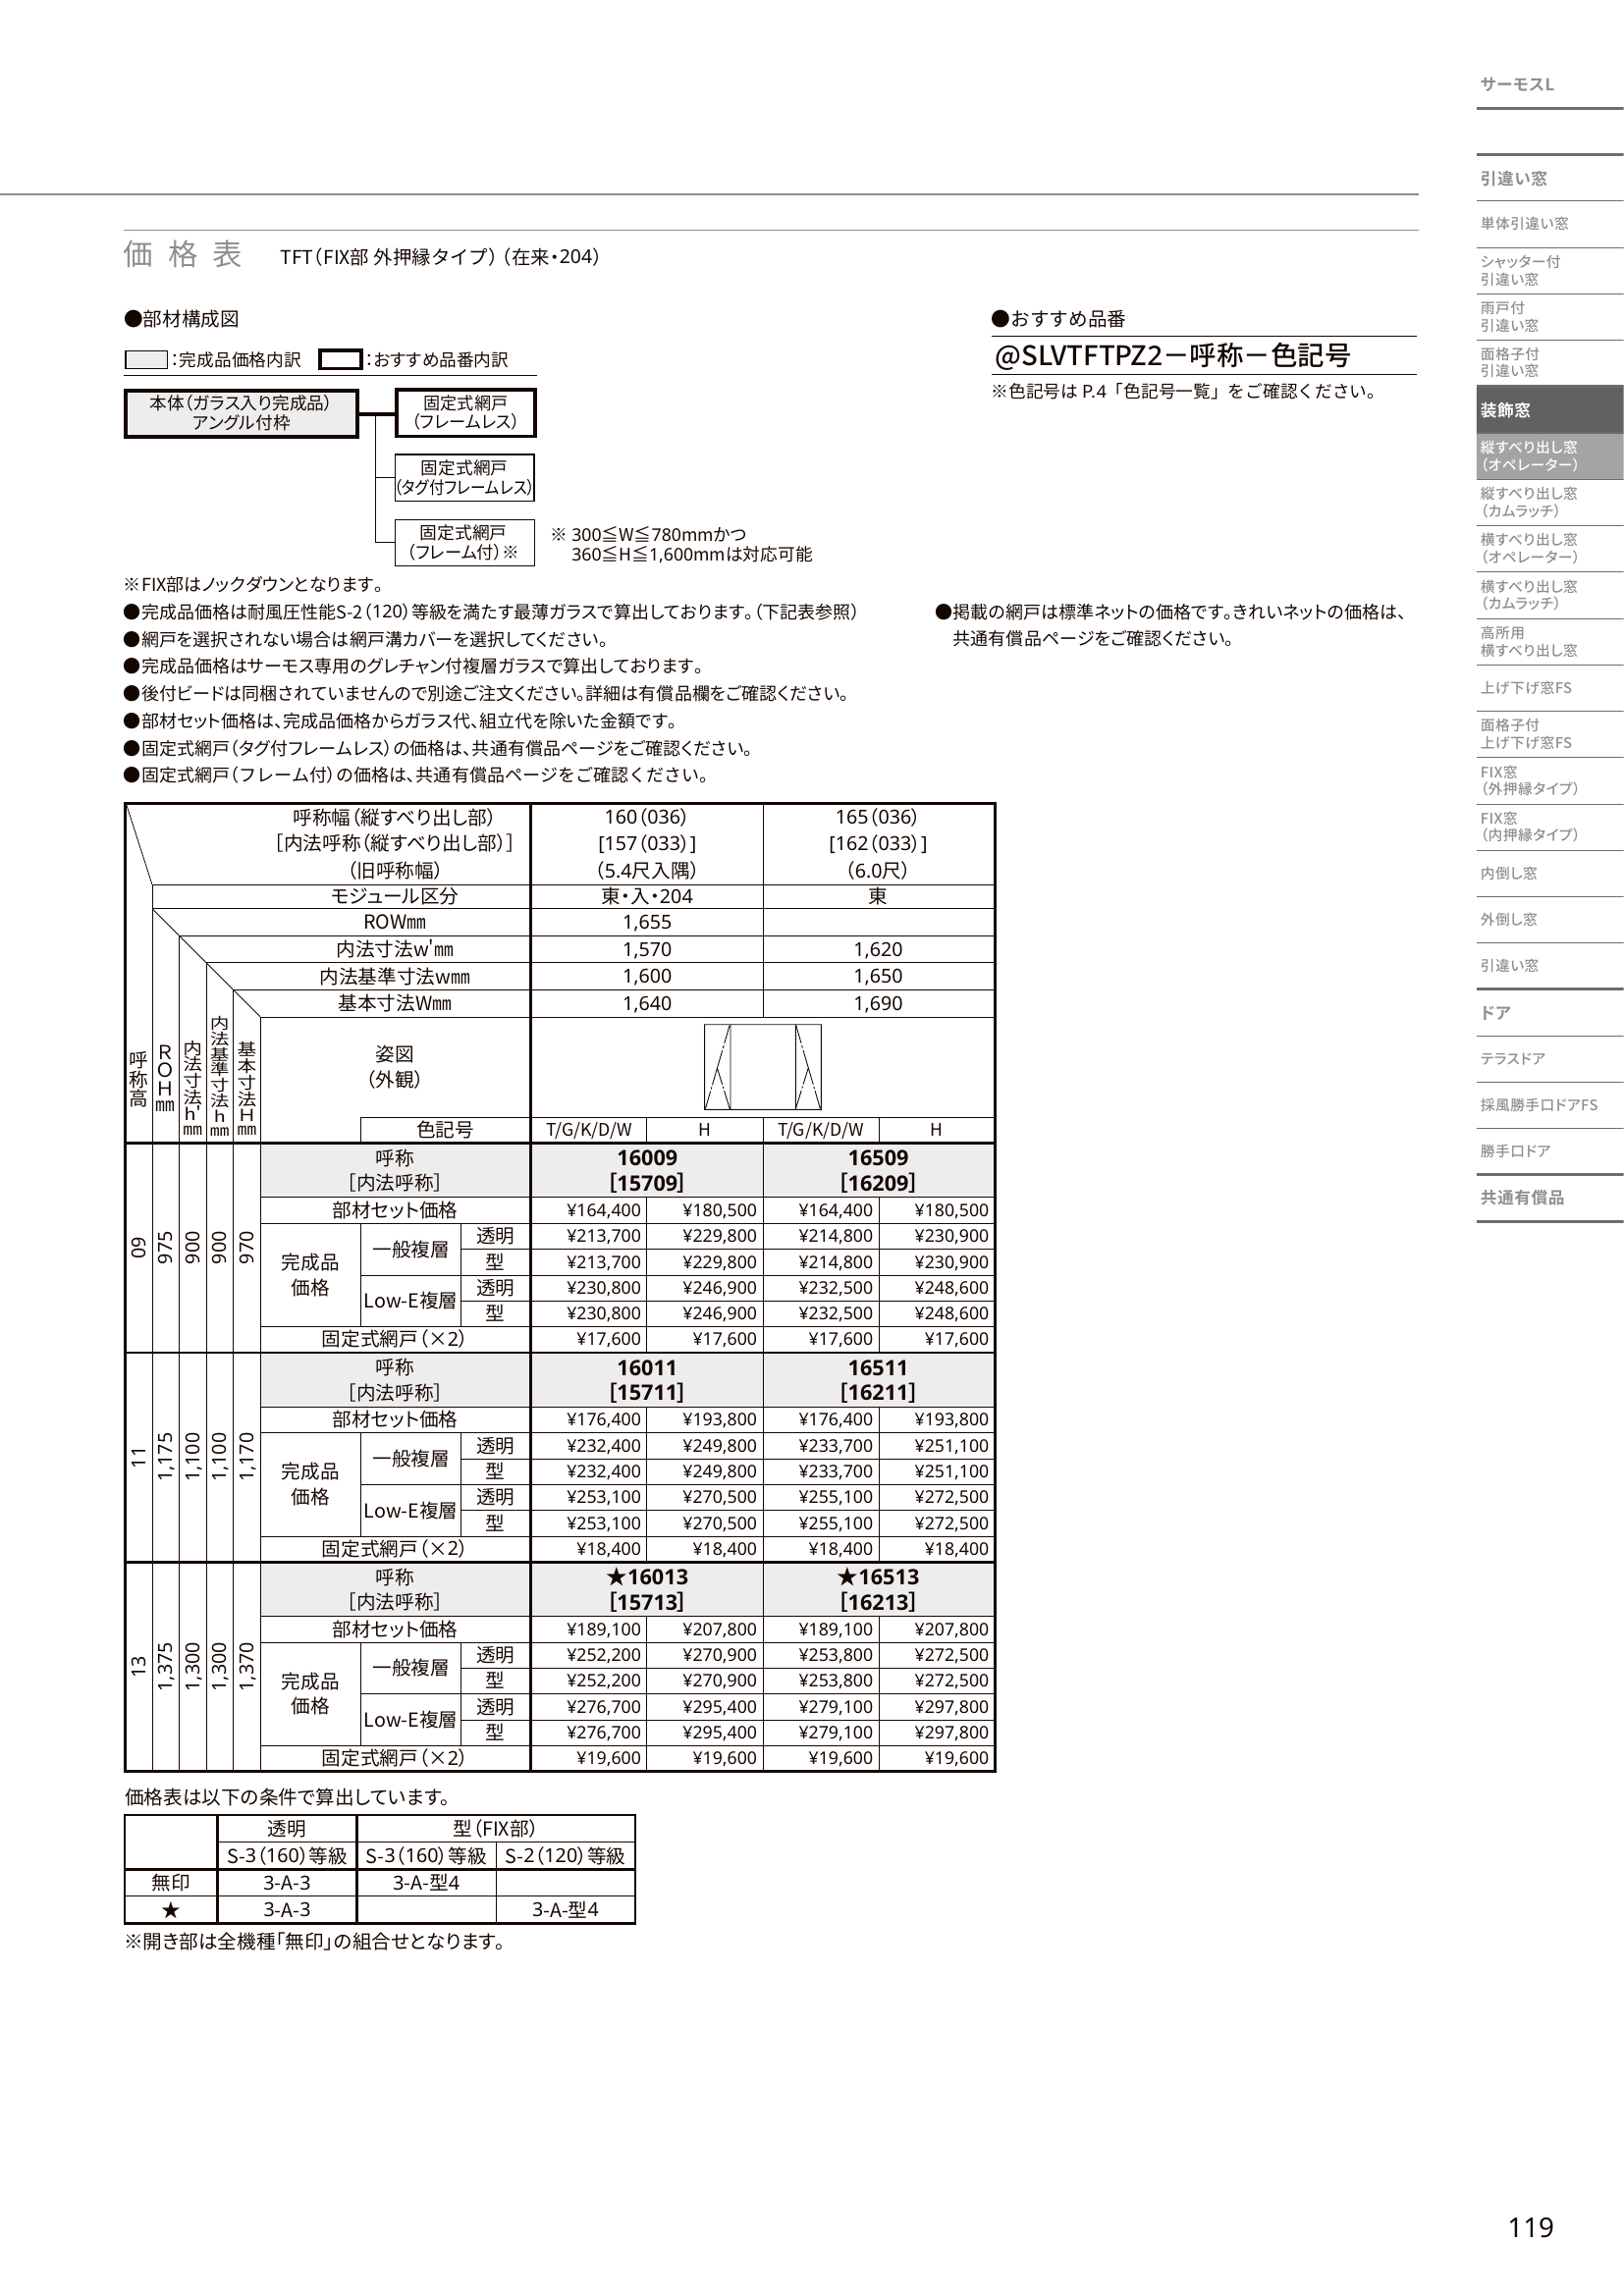 サーモスL
引違い窓
単体引違い窓
シャッター付
引違い窓
雨戸付
引違い窓
面格子付
引違い窓
装飾窓
縦すべり出し窓
（オペレーター）
縦すべり出し窓
（カムラッチ）
横すべり出し窓
（オペレーター）
横すべり出し窓
（カムラッチ）
高所用
横すべり出し窓
上げ下げ窓FS
面格子付
上げ下げ窓FS
FIX窓
（外押縁タイプ）
FIX窓
（内押縁タイプ）
内倒し窓
外倒し窓
引違い窓
ドア
テラスドア
採風勝手口ドアFS
勝手口ドア
共通有償品
価格表 TFT（FIX部 外押縁タイプ）（在来・204）
●部材構成図
：完成品価格内訳 ：おすすめ品番内訳
本体（ガラス入り完成品）
アングル付枠
固定式網戸
（フレームレス）
固定式網戸
（タグ付フレームレス）
固定式網戸
（フレーム付）※
※ 300≦W≦780mmかつ
360≦H≦1,600mmは対応可能
●おすすめ品番
@SLVTFTPZ2－呼称－色記号
※色記号は P.4「色記号一覧」をご確認ください。
※FIX部はノックダウンとなります。
●完成品価格は耐風圧性能S-2（120）等級を満たす最薄ガラスで算出しております。（下記表参照）
●網戸を選択されない場合は網戸溝カバーを選択してください。
●完成品価格はサーモス専用のグレチャン付複層ガラスで算出しております。
●後付ビードは同梱されていませんので別途ご注文ください。詳細は有償品欄をご確認ください。
●部材セット価格は、完成品価格からガラス代、組立代を除いた金額です。
●固定式網戸（タグ付フレームレス）の価格は、共通有償品ページをご確認ください。
●固定式網戸（フレーム付）の価格は、共通有償品ページをご確認ください。
●掲載の網戸は標準ネットの価格です。きれいネットの価格は、
共通有償品ページをご確認ください。
呼称幅（縦すべり出し部） 160（036） 165（036）
［内法呼称（縦すべり出し部）］ [157（033）] [162（033）]
（旧呼称幅） （5.4尺入隅） （6.0尺）
モジュール区分 東・入・204 東
ROW㎜ 1,655
内法寸法w'㎜ 1,570 1,620
内法基準寸法w㎜ 1,600 1,650
基本寸法W㎜ 1,640 1,690
呼称高 ROH㎜ 内法寸法h'㎜ 内法基準寸法h㎜ 基本寸法H㎜
姿図
（外観）
色記号 T/G/K/D/W H T/G/K/D/W H
09 975 900 900 970
呼称 16009 16509
［内法呼称］ [15709] [16209]
部材セット価格 ¥164,400 ¥180,500 ¥164,400 ¥180,500
完成品価格 一般複層 透明 ¥213,700 ¥229,800 ¥214,800 ¥230,900
型 ¥213,700 ¥229,800 ¥214,800 ¥230,900
Low-E複層 透明 ¥230,800 ¥246,900 ¥232,500 ¥248,600
型 ¥230,800 ¥246,900 ¥232,500 ¥248,600
固定式網戸（×2） ¥17,600 ¥17,600 ¥17,600 ¥17,600
11 1,175 1,100 1,100 1,170
呼称 16011 16511
［内法呼称］ [15711] [16211]
部材セット価格 ¥176,400 ¥193,800 ¥176,400 ¥193,800
完成品価格 一般複層 透明 ¥232,400 ¥249,800 ¥233,700 ¥251,100
型 ¥232,400 ¥249,800 ¥233,700 ¥251,100
Low-E複層 透明 ¥253,100 ¥270,500 ¥255,100 ¥272,500
型 ¥253,100 ¥270,500 ¥255,100 ¥272,500
固定式網戸（×2） ¥18,400 ¥18,400 ¥18,400 ¥18,400
13 1,375 1,300 1,300 1,370
呼称 ★16013 ★16513
［内法呼称］ [15713] [16213]
部材セット価格 ¥189,100 ¥207,800 ¥189,100 ¥207,800
完成品価格 一般複層 透明 ¥252,200 ¥270,900 ¥253,800 ¥272,500
型 ¥252,200 ¥270,900 ¥253,800 ¥272,500
Low-E複層 透明 ¥276,700 ¥295,400 ¥279,100 ¥297,800
型 ¥276,700 ¥295,400 ¥279,100 ¥297,800
固定式網戸（×2） ¥19,600 ¥19,600 ¥19,600 ¥19,600
価格表は以下の条件で算出しています。
透明 型（FIX部）
S-3（160）等級 S-3（160）等級 S-2（120）等級
無印 3-A-3 3-A-型4
★ 3-A-3 3-A-型4
※開き部は全機種「無印」の組合せとなります。
119